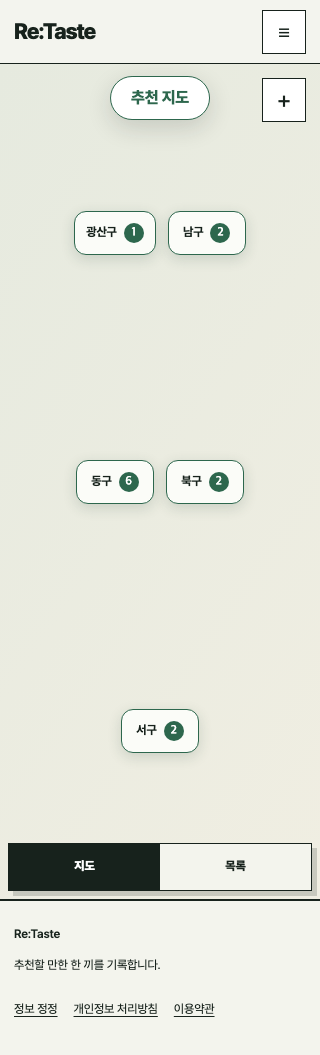 Re:Taste
≡
추천 지도
+
광산구 1
남구 2
동구 6
북구 2
서구 2
지도
목록
Re:Taste
추천할 만한 한 끼를 기록합니다.
정보 정정 개인정보 처리방침 이용약관